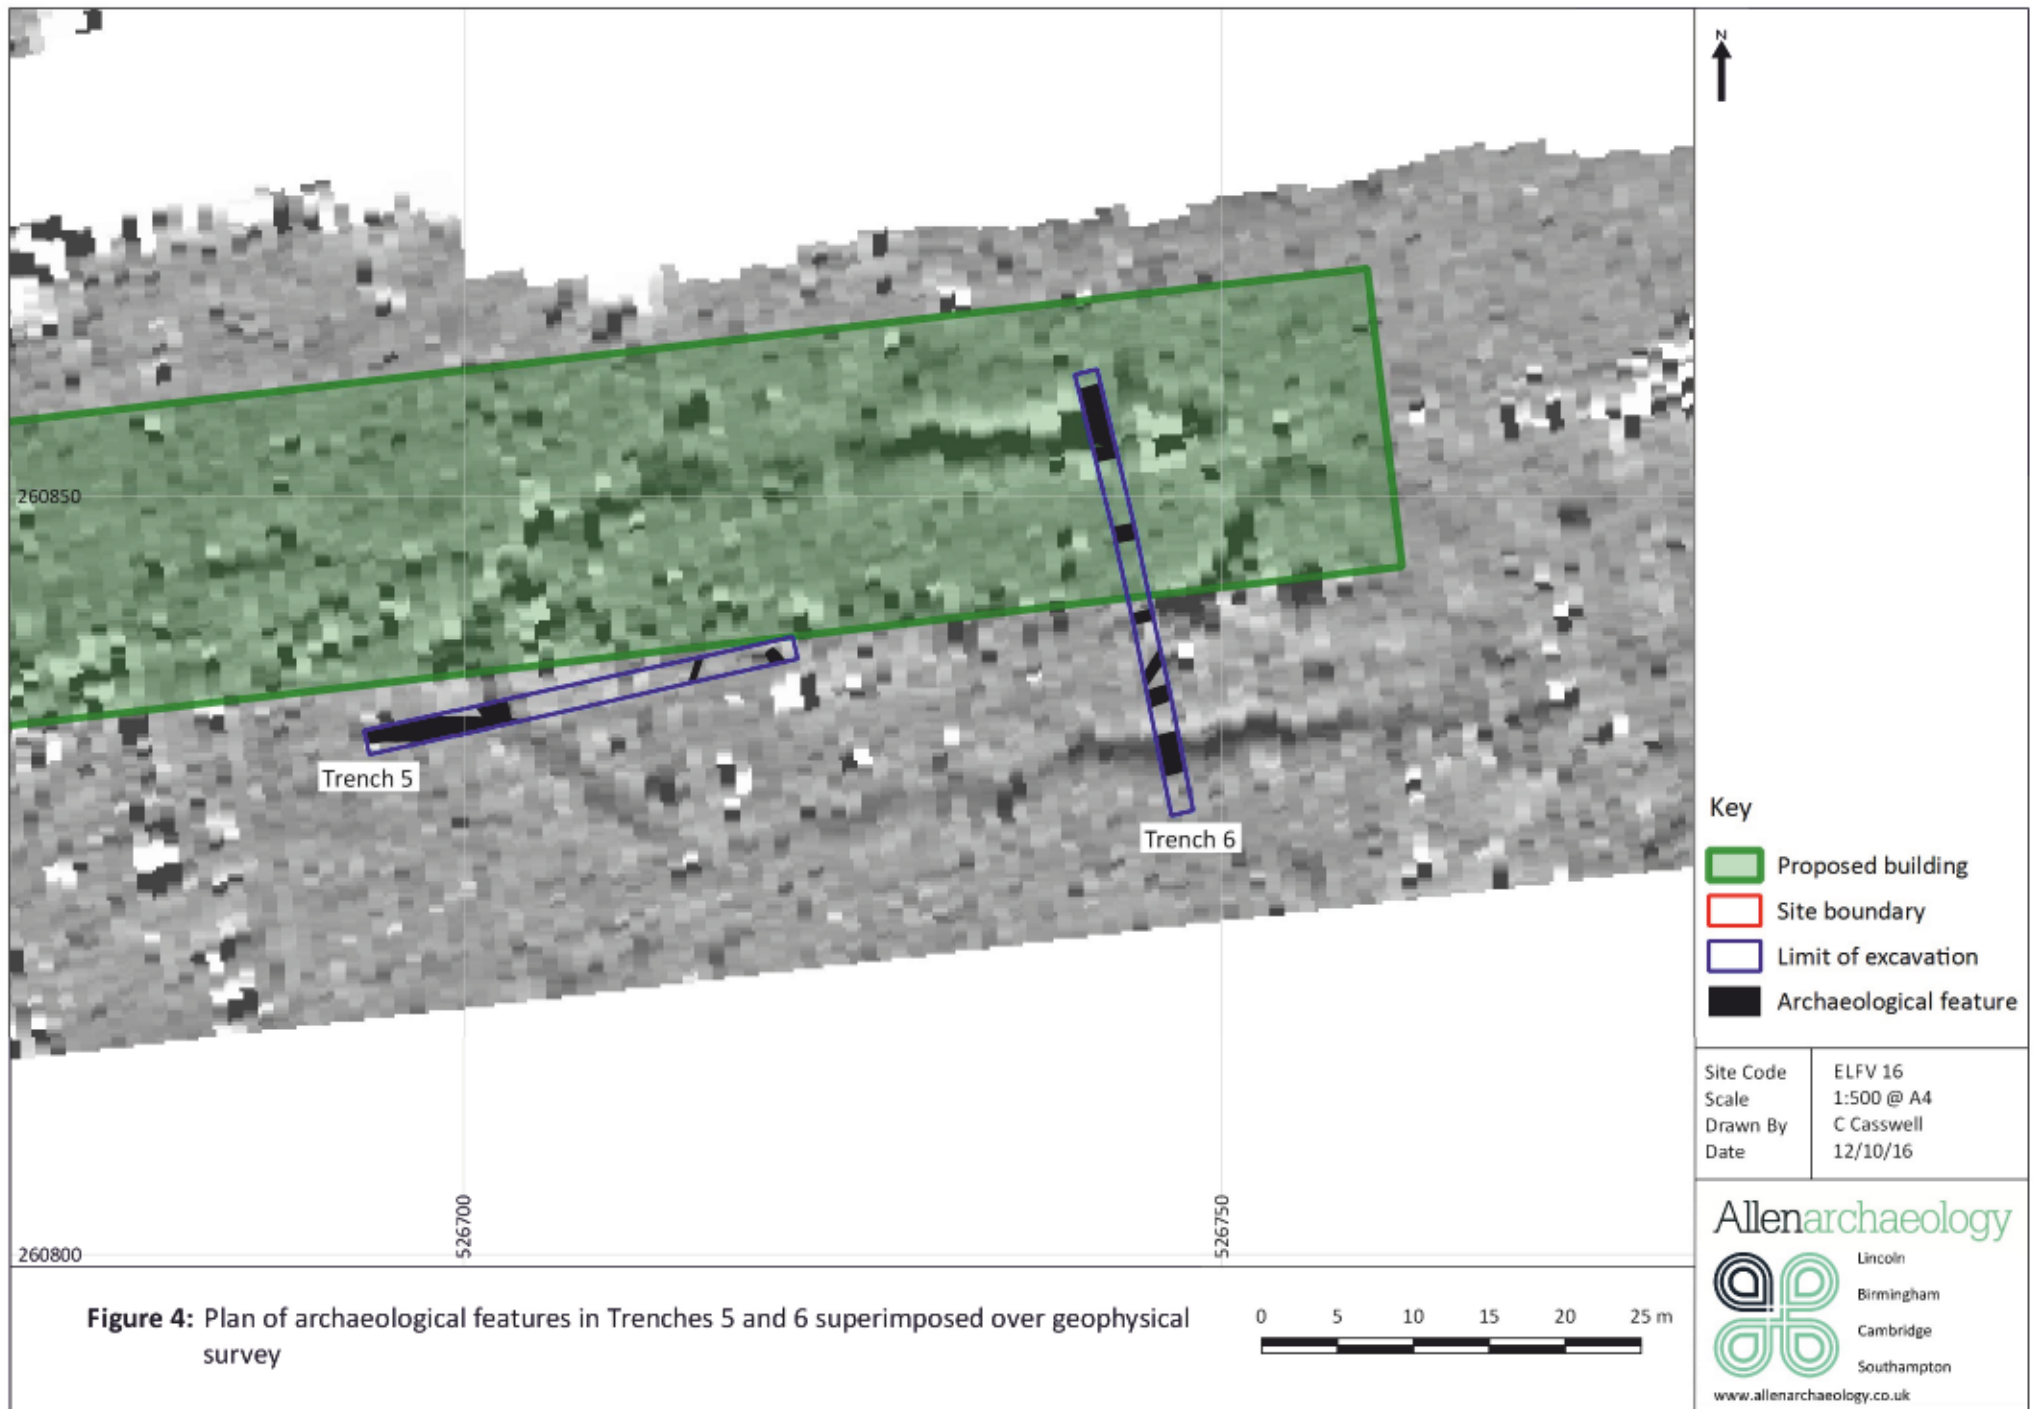 N
260850
Trench 5
Trench 6
526700
526750
260800
Key
Proposed building
Site boundary
Limit of excavation
Archaeological feature
Site Code ELFV 16
Scale 1:500 @ A4
Drawn By C Casswell
Date 12/10/16
Allenarchaeology
Lincoln
Birmingham
Cambridge
Southampton
www.allenarchaeology.co.uk
Figure 4: Plan of archaeological features in Trenches 5 and 6 superimposed over geophysical
survey
0 5 10 15 20 25 m